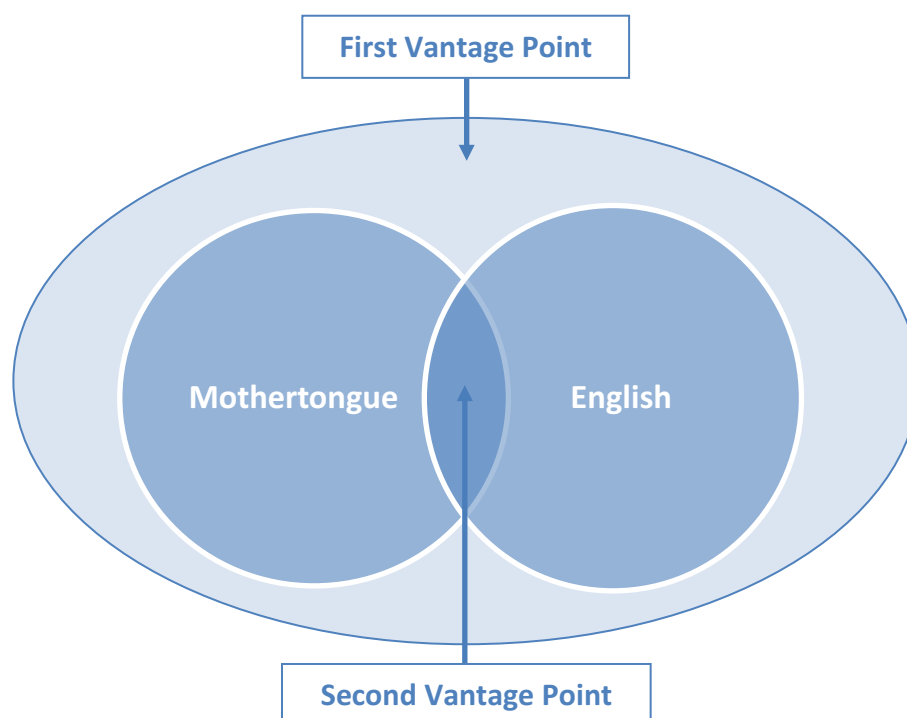 First Vantage Point
Mothertongue
English
Second Vantage Point